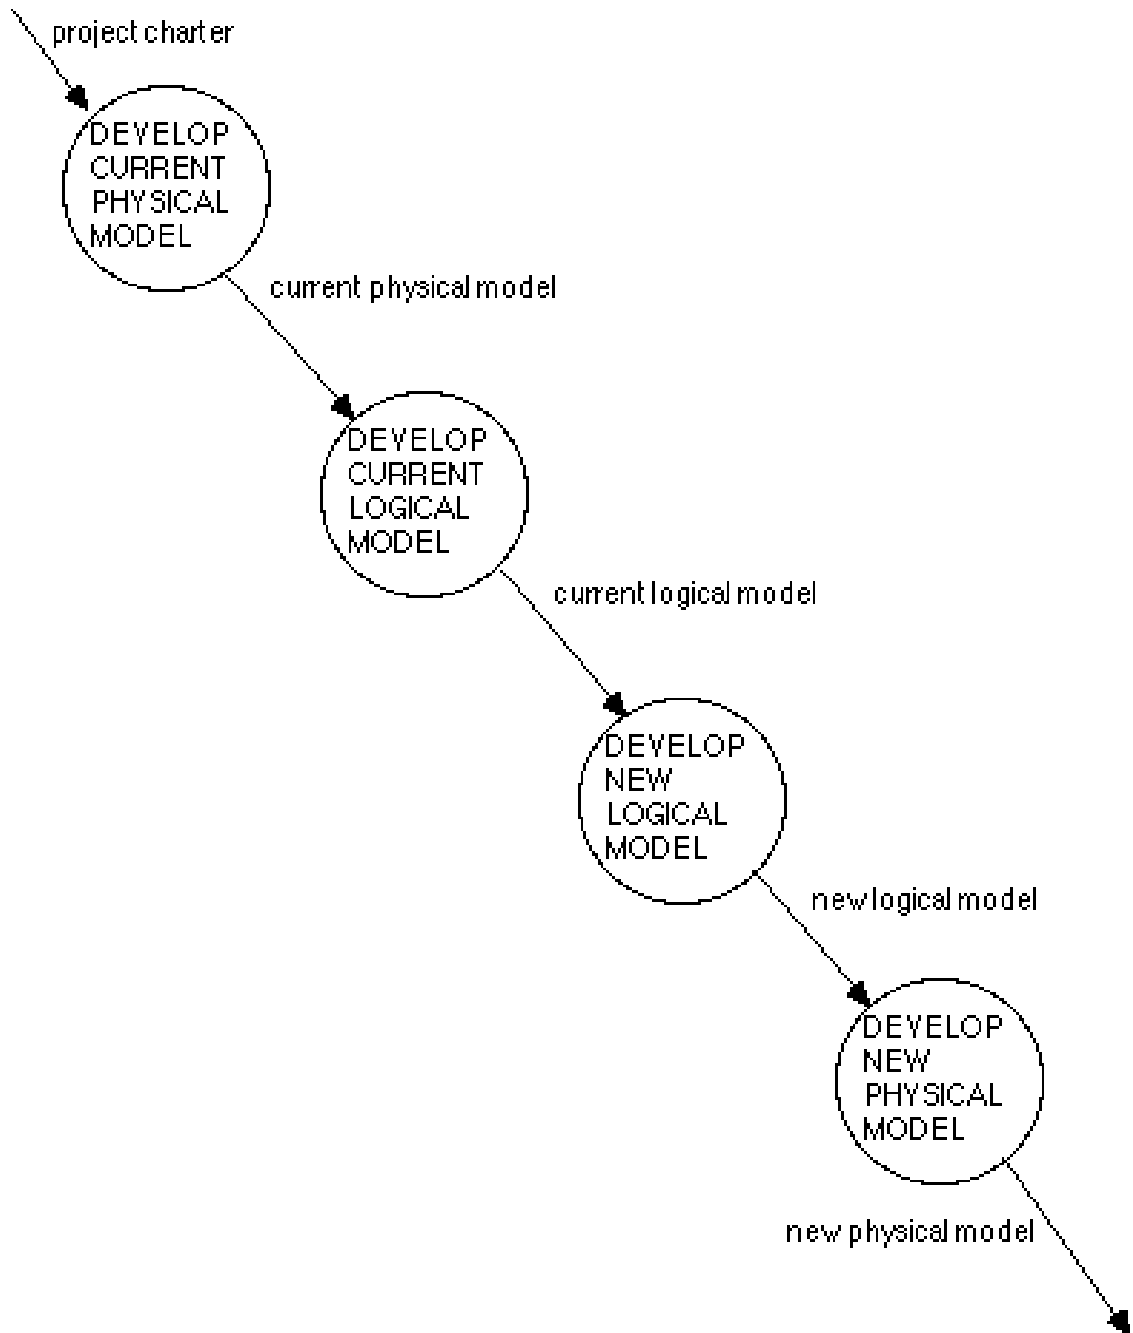 project charter
DEVELOP
CURRENT
PHYSICAL
MODEL
current physical model
DEVELOP
CURRENT
LOGICAL
MODEL
current logical model
DEVELOP
NEW
LOGICAL
MODEL
new logical model
DEVELOP
NEW
PHYSICAL
MODEL
new physical model